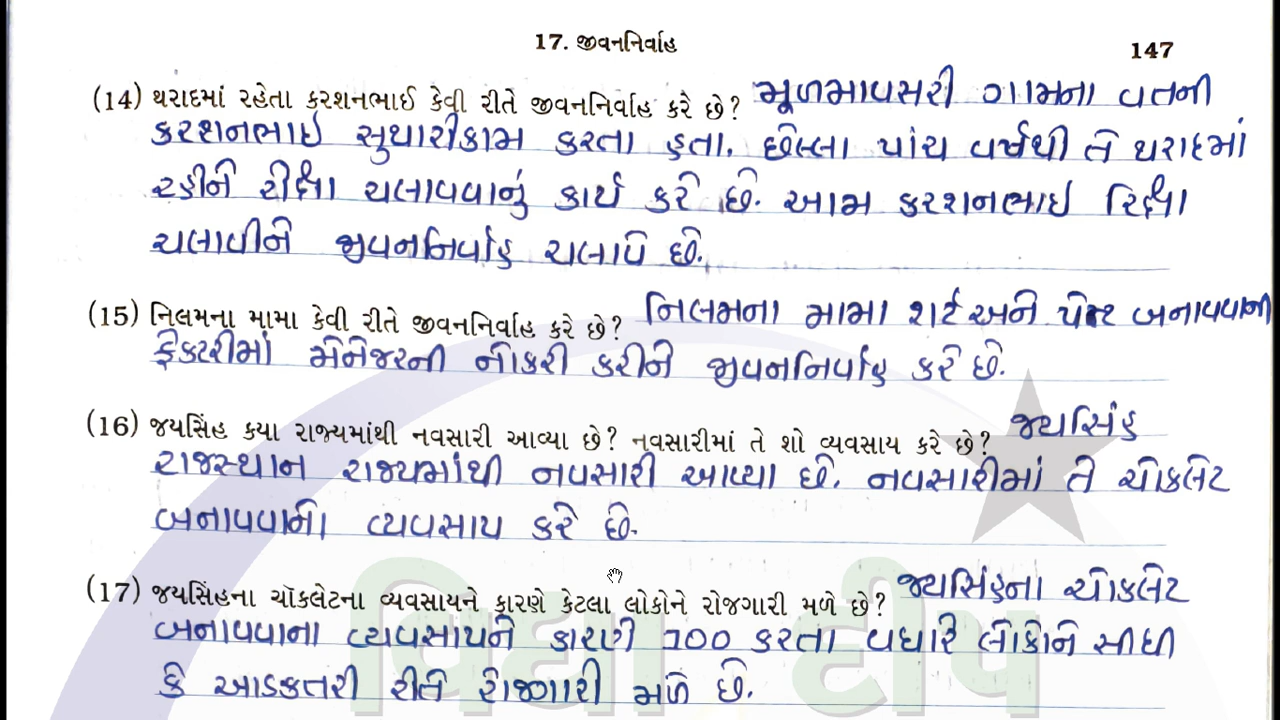 17. જીવનનિર્વાહ
147
(14) થરાદમાં રહેતા કરશનભાઈ કેવી રીતે જીવનનિર્વાહ કરે છે? મૂળમાવસરી ગામના વતની
કરશનભાઇ સુથારીકામ કરતા હતા. છેલ્લા પાંચ વર્ષથી તે થરાદમાં
રહીને રીક્ષા ચલાવવાનું કાર્ય કરે છે. આમ કરશનભાઇ રિક્ષા
ચલાવીને જીવનનિર્વાહ ચલાવે છે.
(15) નિલમના મામા કેવી રીતે જીવનનિર્વાહ કરે છે? નિલમના મામા શર્ટ અને પેન્ટ બનાવવાની
ફેક્ટરીમાં મેનેજરની નોકરી કરીને જીવનનિર્વાહ કરે છે.
(16) જયસિંહ કયા રાજ્યમાંથી નવસારી આવ્યા છે? નવસારીમાં તે શો વ્યવસાય કરે છે? જયસિંહ
રાજસ્થાન રાજ્યમાંથી નવસારી આવ્યા છે. નવસારીમાં તે ચોકલેટ
બનાવવાનો વ્યવસાય કરે છે.
(17) જયસિંહના ચૉકલેટના વ્યવસાયને કારણે કેટલા લોકોને રોજગારી મળે છે? જયસિંહના ચોકલેટ
બનાવવાના વ્યવસાયને કારણે ૧૦૦ કરતા વધારે લોકોને સીધી
કે આડકતરી રીતે રોજગારી મળે છે.
વિદ્યા દીપ